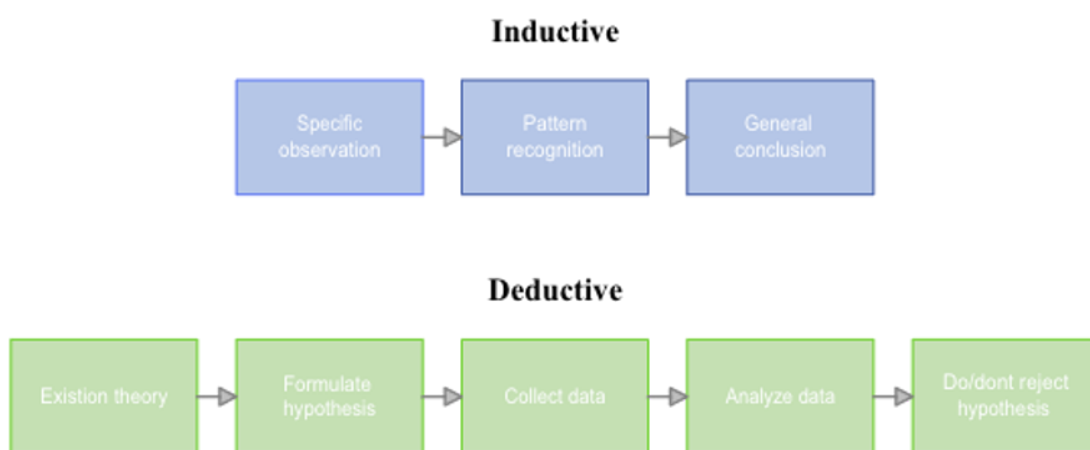 Inductive
Specific
observation
Pattern
recognition
General
conclusion
Deductive
Existion theory
Formulate
hypothesis
Collect data
Analyze data
Do/dont reject
hypothesis